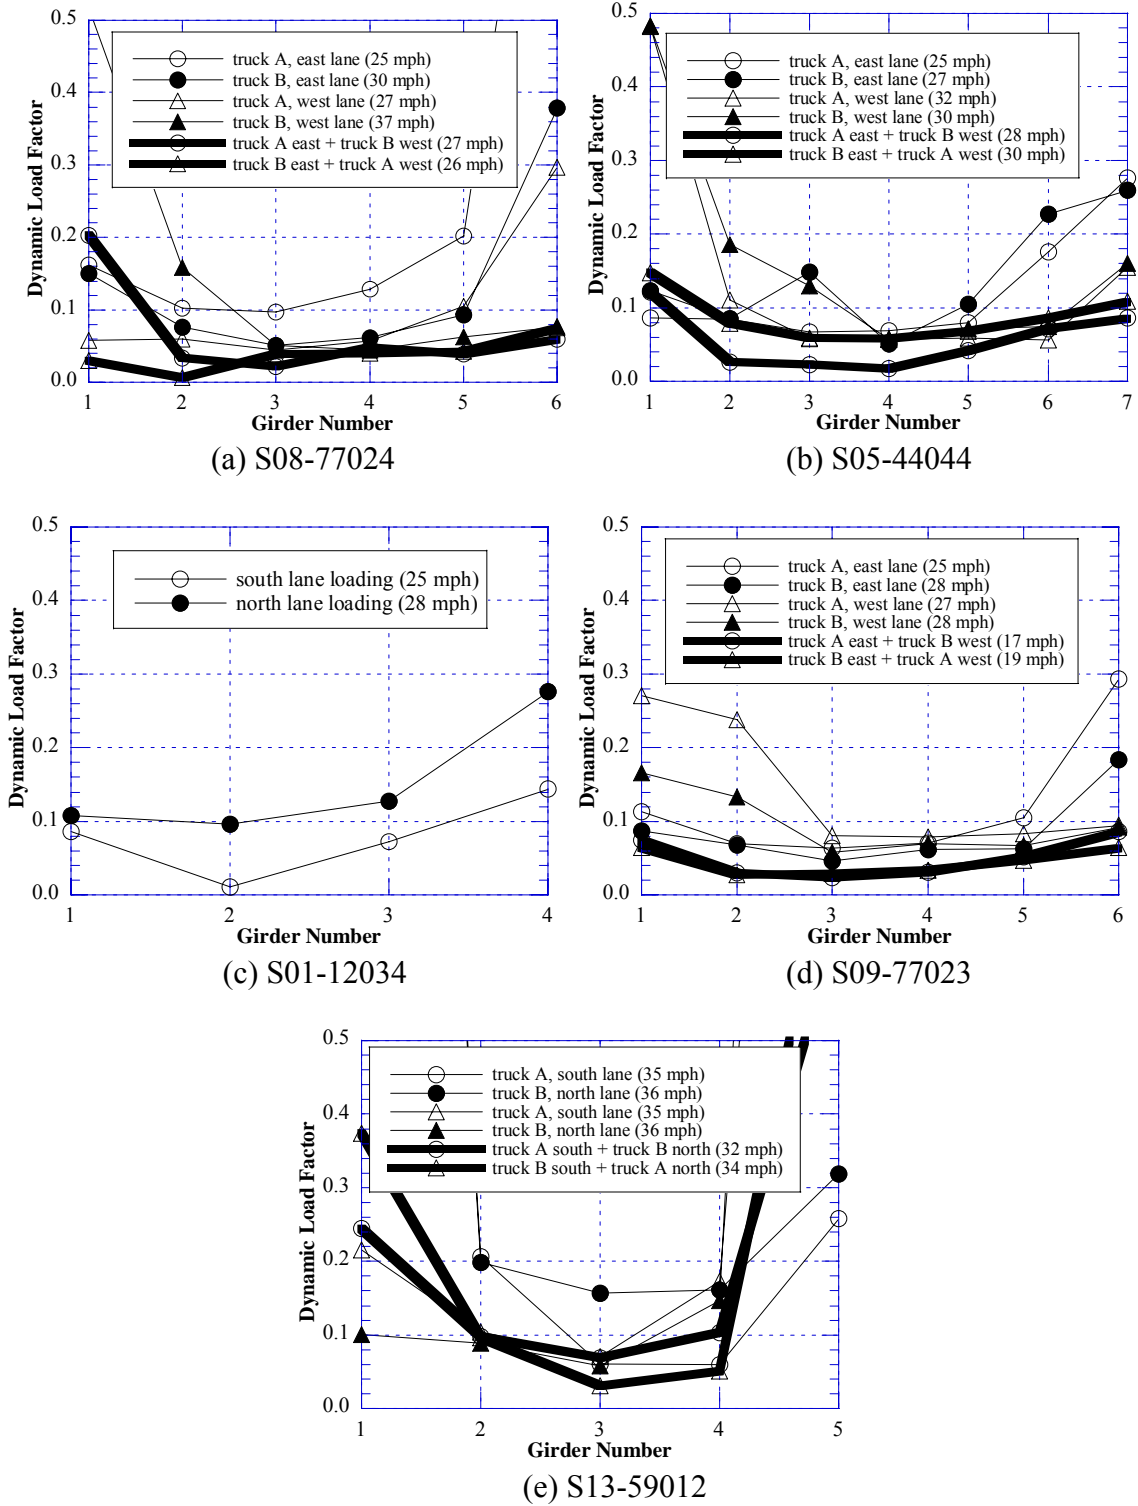 0.5
0.4
0.3
0.2
0.1
0.0
Dynamic Load Factor
truck A, east lane (25 mph)
truck B, east lane (30 mph)
truck A, west lane (27 mph)
truck B, west lane (37 mph)
truck A east + truck B west (27 mph)
truck B east + truck A west (26 mph)
1 2 3 4 5 6
Girder Number
(a) S08-77024
0.5
0.4
0.3
0.2
0.1
0.0
Dynamic Load Factor
truck A, east lane (25 mph)
truck B, east lane (27 mph)
truck A, west lane (32 mph)
truck B, west lane (30 mph)
truck A east + truck B west (28 mph)
truck B east + truck A west (30 mph)
1 2 3 4 5 6 7
Girder Number
(b) S05-44044
0.5
0.4
0.3
0.2
0.1
0.0
Dynamic Load Factor
south lane loading (25 mph)
north lane loading (28 mph)
1 2 3 4
Girder Number
(c) S01-12034
0.5
0.4
0.3
0.2
0.1
0.0
Dynamic Load Factor
truck A, east lane (25 mph)
truck B, east lane (28 mph)
truck A, west lane (27 mph)
truck B, west lane (28 mph)
truck A east + truck B west (17 mph)
truck B east + truck A west (19 mph)
1 2 3 4 5 6
Girder Number
(d) S09-77023
0.5
0.4
0.3
0.2
0.1
0.0
Dynamic Load Factor
truck A, south lane (35 mph)
truck B, north lane (36 mph)
truck A, south lane (35 mph)
truck B, north lane (36 mph)
truck A south + truck B north (32 mph)
truck B south + truck A north (34 mph)
1 2 3 4 5
Girder Number
(e) S13-59012